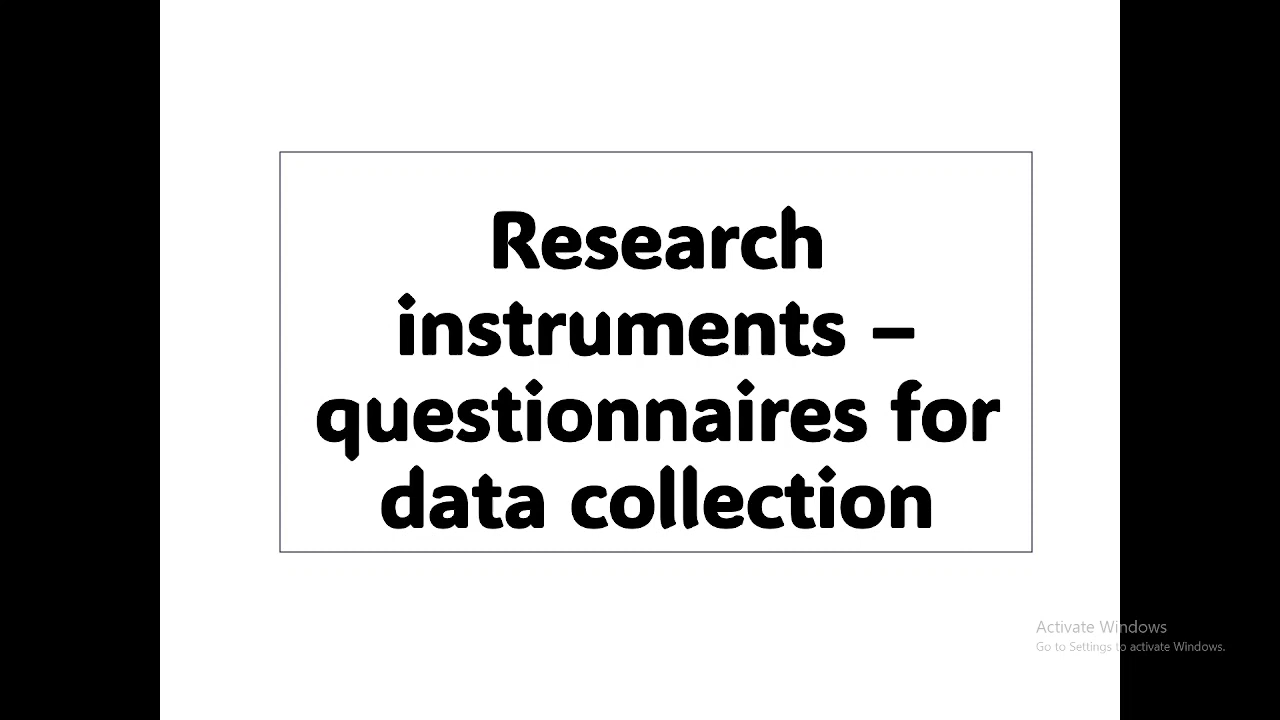 Research
instruments –
questionnaires for
data collection
Activate Windows
Go to Settings to activate Windows.